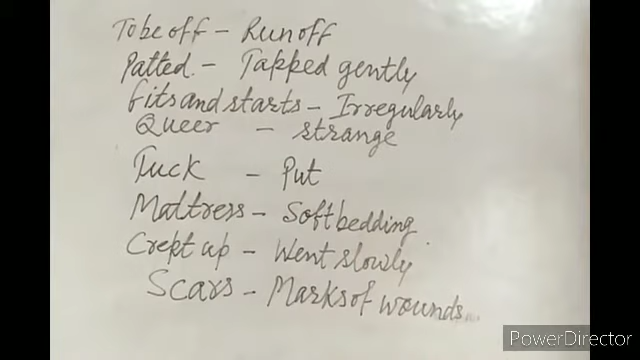 To be off - Run off
Patted. - Tapped gently
Fits and starts - Irregularly
Queer - strange
Tuck - Put
Mattress - Soft bedding
Crept up - Went slowly
Scars - Marks of wounds...
PowerDirector